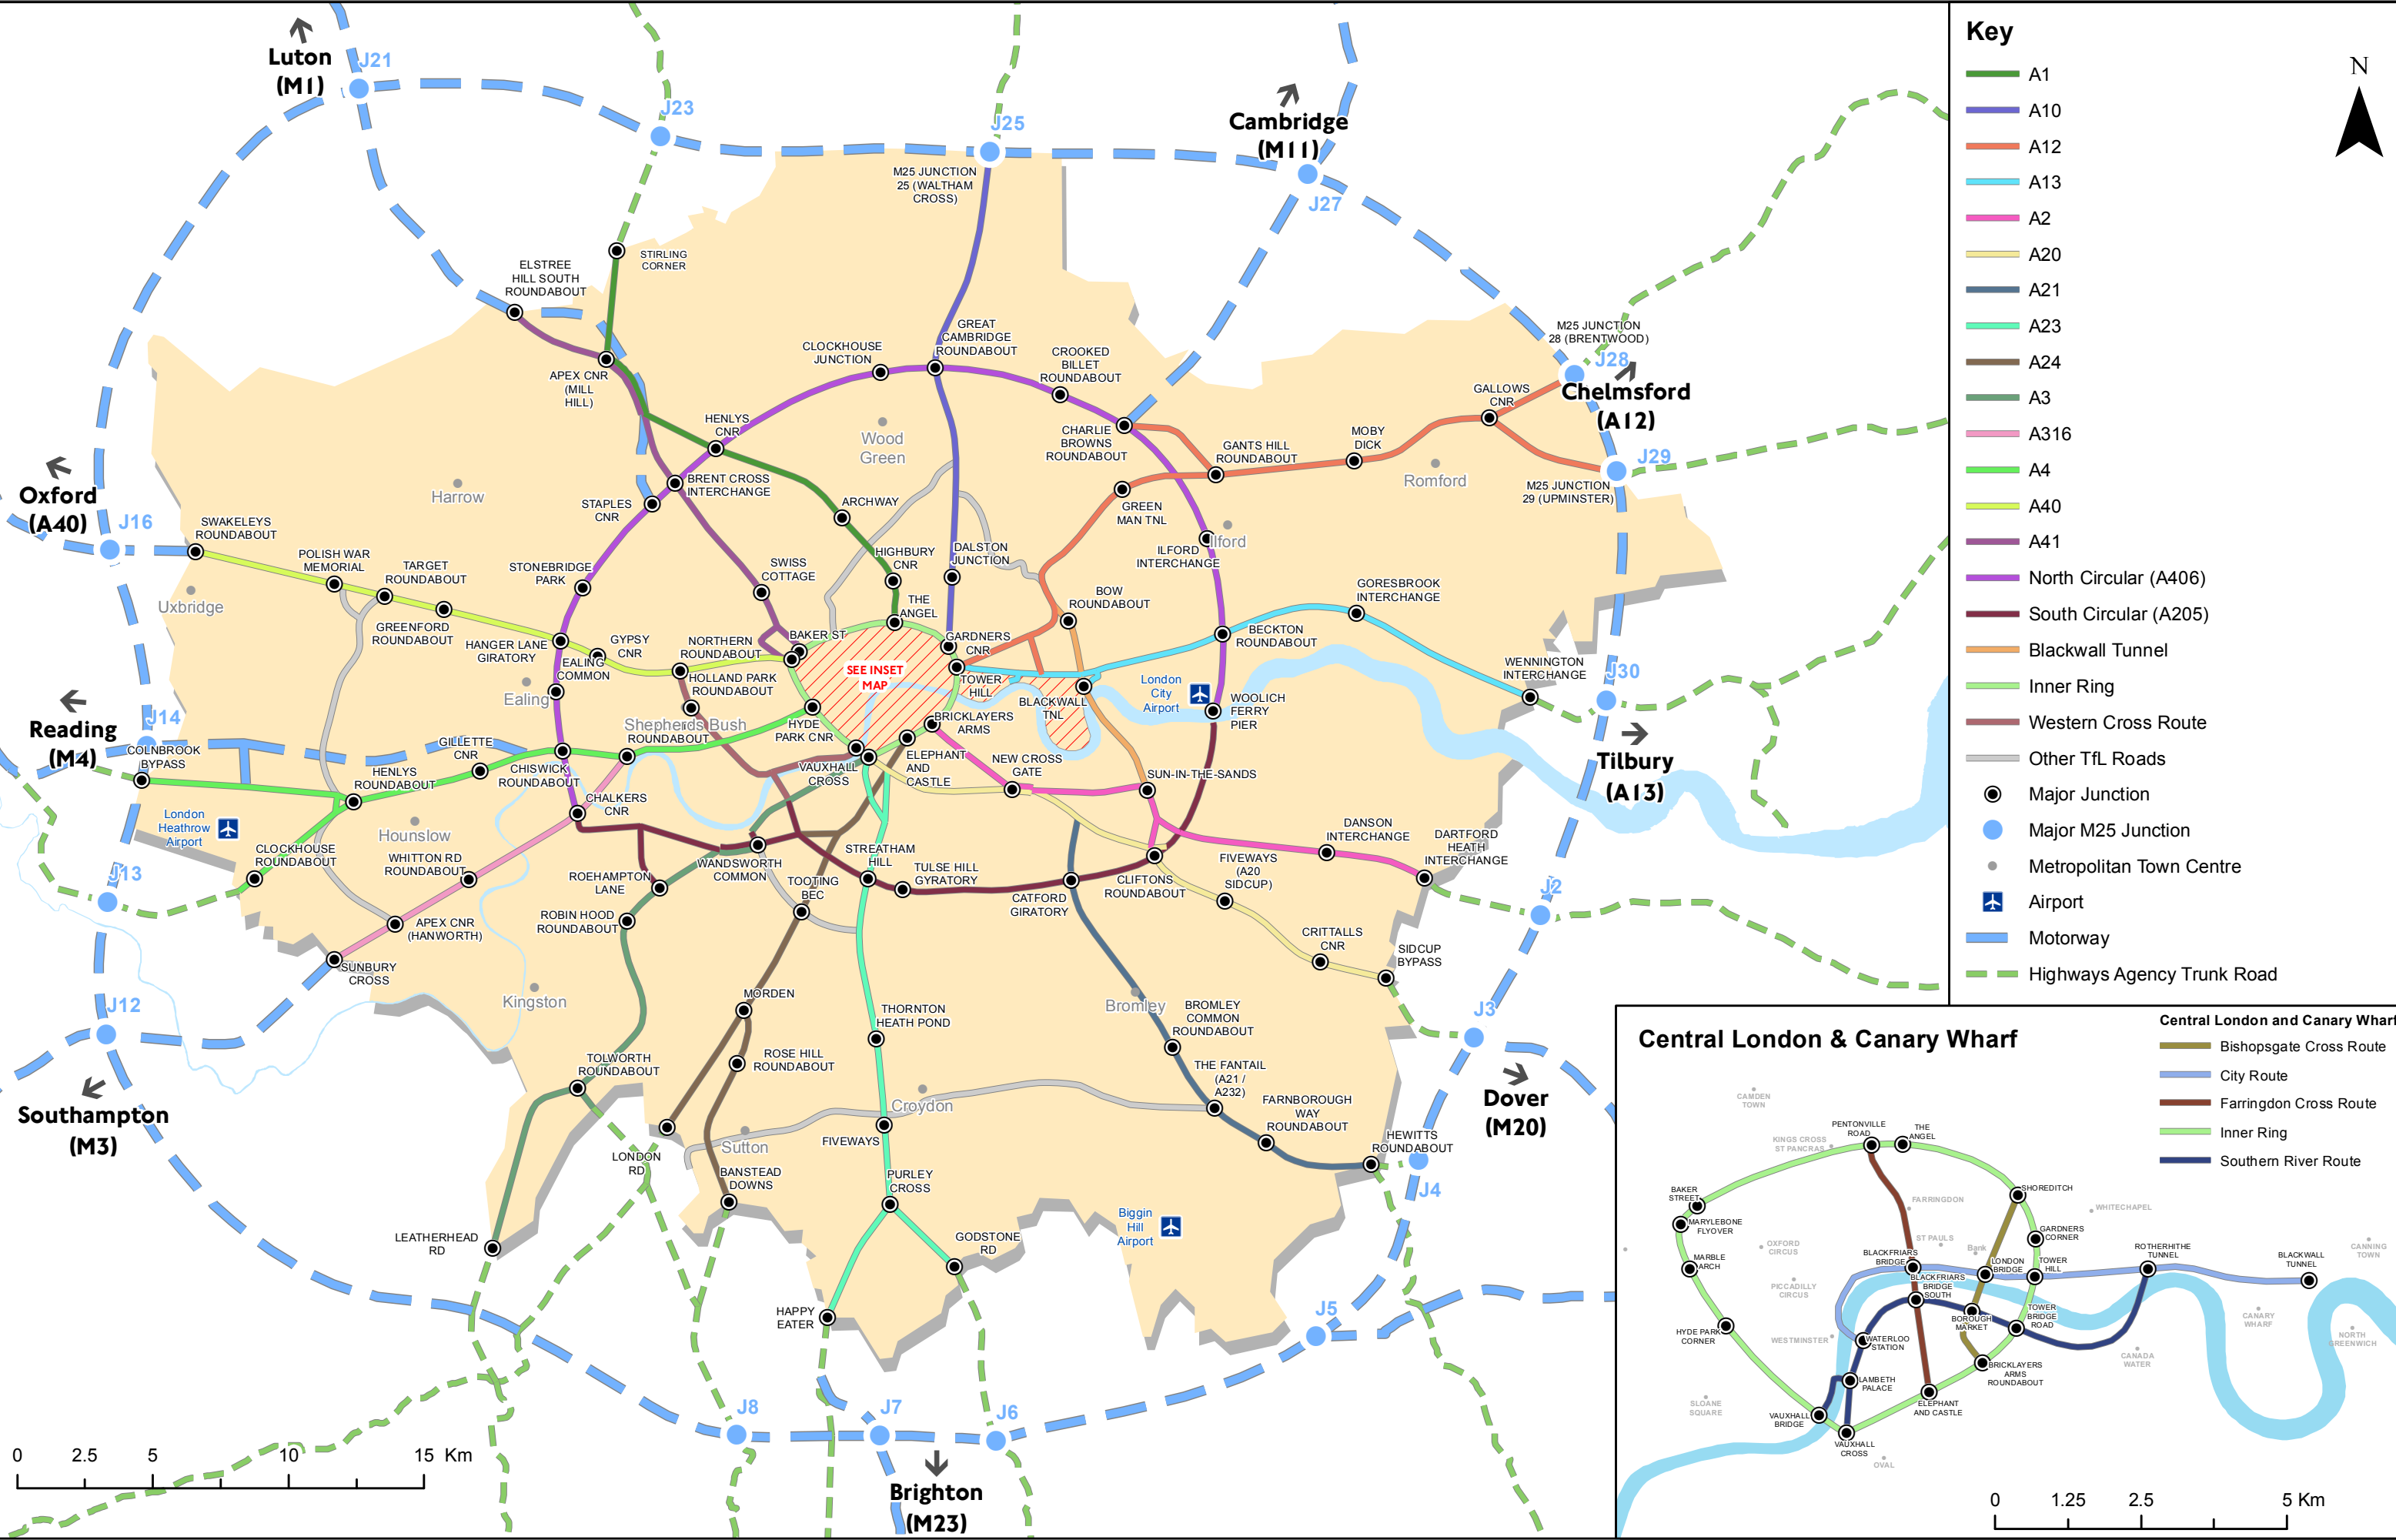 Luton
(M1)
J21
J23
J25
Cambridge
(M11)
J27
M25 JUNCTION
25 (WALTHAM
CROSS)
STIRLING
CORNER
ELSTREE
HILL SOUTH
ROUNDABOUT
APEX CNR
(MILL
HILL)
CLOCKHOUSE
JUNCTION
GREAT
CAMBRIDGE
ROUNDABOUT
CROOKED
BILLET
ROUNDABOUT
M25 JUNCTION
28 (BRENTWOOD)
J28
Chelmsford
(A12)
GALLOWS
CNR
HENLYS
CNR
Wood
Green
CHARLIE
BROWNS
ROUNDABOUT
GANTS HILL
ROUNDABOUT
MOBY
DICK
Romford
J29
M25 JUNCTION
29 (UPMINSTER)
Harrow
BRENT CROSS
INTERCHANGE
STAPLES
CNR
ARCHWAY
GREEN
MAN TNL
Oxford
(A40)
J16
SWAKELEYS
ROUNDABOUT
POLISH WAR
MEMORIAL
TARGET
ROUNDABOUT
STONEBRIDGE
PARK
SWISS
COTTAGE
HIGHBURY
CNR
DALSTON
JUNCTION
ILFORD
INTERCHANGE
Ilford
Uxbridge
GREENFORD
ROUNDABOUT
HANGER LANE
GIRATORY
GYPSY
CNR
NORTHERN
ROUNDABOUT
BAKER ST
THE
ANGEL
GARDNERS
CNR
BOW
ROUNDABOUT
GORESBROOK
INTERCHANGE
BECKTON
ROUNDABOUT
EALING
COMMON
Ealing
HOLLAND PARK
ROUNDABOUT
SEE INSET
MAP
TOWER
HILL
BLACKWALL
TNL
London
City
Airport
WOOLICH
FERRY
PIER
WENNINGTON
INTERCHANGE
J30
Reading
(M4)
J14
COLNBROOK
BYPASS
GILLETTE
CNR
Shepherds Bush
ROUNDABOUT
HYDE
PARK CNR
BRICKLAYERS
ARMS
Tilbury
(A13)
HENLYS
ROUNDABOUT
CHISWICK
ROUNDABOUT
VAUXHALL
CROSS
ELEPHANT
AND
CASTLE
NEW CROSS
GATE
SUN-IN-THE-SANDS
London
Heathrow
Airport
Hounslow
CHALKERS
CNR
CLOCKHOUSE
ROUNDABOUT
WHITTON RD
ROUNDABOUT
ROEHAMPTON
LANE
WANDSWORTH
COMMON
STREATHAM
HILL
TULSE HILL
GYRATORY
CATFORD
GIRATORY
CLIFTONS
ROUNDABOUT
FIVEWAYS
(A20
SIDCUP)
DANSON
INTERCHANGE
DARTFORD
HEATH
INTERCHANGE
J13
J2
APEX CNR
(HANWORTH)
ROBIN HOOD
ROUNDABOUT
TOOTING
BEC
CRITTALLS
CNR
SIDCUP
BYPASS
SUNBURY
CROSS
Kingston
MORDEN
THORNTON
HEATH POND
Bromley
BROMLEY
COMMON
ROUNDABOUT
J12
J3
Southampton
(M3)
TOLWORTH
ROUNDABOUT
ROSE HILL
ROUNDABOUT
THE FANTAIL
(A21 /
A232)
Dover
(M20)
Croydon
FIVEWAYS
FARNBOROUGH
WAY
ROUNDABOUT
HEWITTS
ROUNDABOUT
J4
LONDON
RD
Sutton
BANSTEAD
DOWNS
PURLEY
CROSS
LEATHERHEAD
RD
GODSTONE
RD
Biggin
Hill
Airport
HAPPY
EATER
J5
J8
J7
J6
Brighton
(M23)
0 2.5 5 10 15 Km
Key
N
A1
A10
A12
A13
A2
A20
A21
A23
A24
A3
A316
A4
A40
A41
North Circular (A406)
South Circular (A205)
Blackwall Tunnel
Inner Ring
Western Cross Route
Other TfL Roads
Major Junction
Major M25 Junction
Metropolitan Town Centre
Airport
Motorway
Highways Agency Trunk Road
Central London & Canary Wharf
Central London and Canary Wharf
Bishopsgate Cross Route
City Route
Farringdon Cross Route
Inner Ring
Southern River Route
CAMDEN
TOWN
KINGS CROSS
ST PANCRAS
PENTONVILLE
ROAD
THE
ANGEL
BAKER
STREET
MARYLEBONE
FLYOVER
FARRINGDON
SHOREDITCH
WHITECHAPEL
OXFORD
CIRCUS
ST PAULS
Bank
GARDNERS
CORNER
MARBLE
ARCH
BLACKFRIARS
BRIDGE
LONDON
BRIDGE
TOWER
HILL
ROTHERHITHE
TUNNEL
BLACKWALL
TUNNEL
CANNING
TOWN
PICCADILLY
CIRCUS
BLACKFRIARS
BRIDGE
SOUTH
BOROUGH
MARKET
TOWER
BRIDGE
ROAD
CANARY
WHARF
NORTH
GREENWICH
HYDE PARK
CORNER
WESTMINSTER
WATERLOO
STATION
CANADA
WATER
LAMBETH
PALACE
BRICKLAYERS
ARMS
ROUNDABOUT
SLOANE
SQUARE
VAUXHALL
BRIDGE
ELEPHANT
AND CASTLE
VAUXHALL
CROSS
OVAL
0 1.25 2.5 5 Km